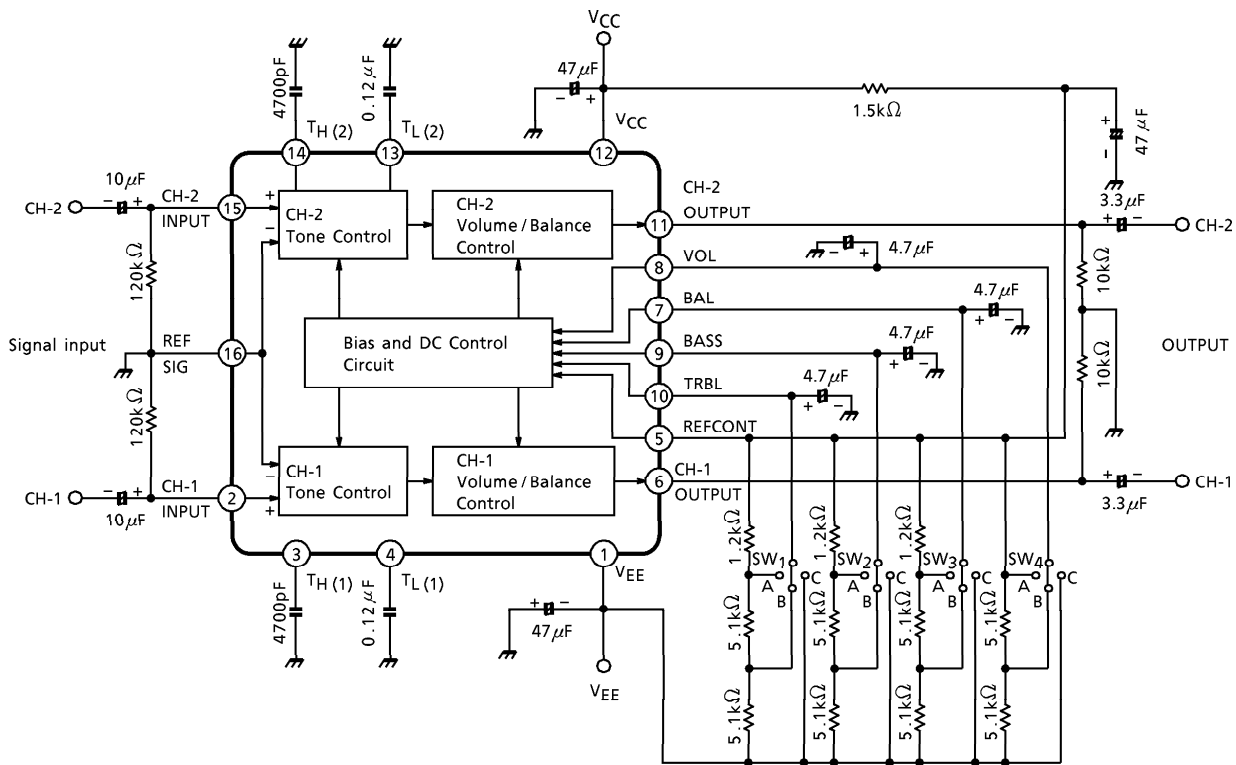 VCC
47μF
− +
1.5kΩ
+
−
47 μF
4700pF
0.12μF
TH (2)
TL (2)
VCC
14
13
12
10μF
− +
CH-2
CH-2
INPUT
15
+
−
CH-2
Tone Control
CH-2
Volume/Balance
Control
11
CH-2
OUTPUT
3.3μF
+ −
CH-2
120kΩ
8
VOL
− +
4.7μF
10kΩ
7
BAL
4.7μF
+ −
Signal input
REF
SIG
16
Bias and DC Control
Circuit
9
BASS
4.7μF
+ −
OUTPUT
10
TRBL
4.7μF
+ −
10kΩ
120kΩ
5
REFCONT
CH-1
10μF
− +
CH-1
INPUT
2
−
+
CH-1
Tone Control
CH-1
Volume/Balance
Control
6
CH-1
OUTPUT
+ −
3.3μF
CH-1
3
4
1
TH (1)
TL (1)
VEE
4700pF
0.12μF
+ −
47μF
VEE
1.2kΩ
1.2kΩ
1.2kΩ
SW1
A
B
C
SW2
A
B
C
SW3
A
B
C
SW4
A
B
C
5.1kΩ
5.1kΩ
5.1kΩ
5.1kΩ
5.1kΩ
5.1kΩ
5.1kΩ
5.1kΩ